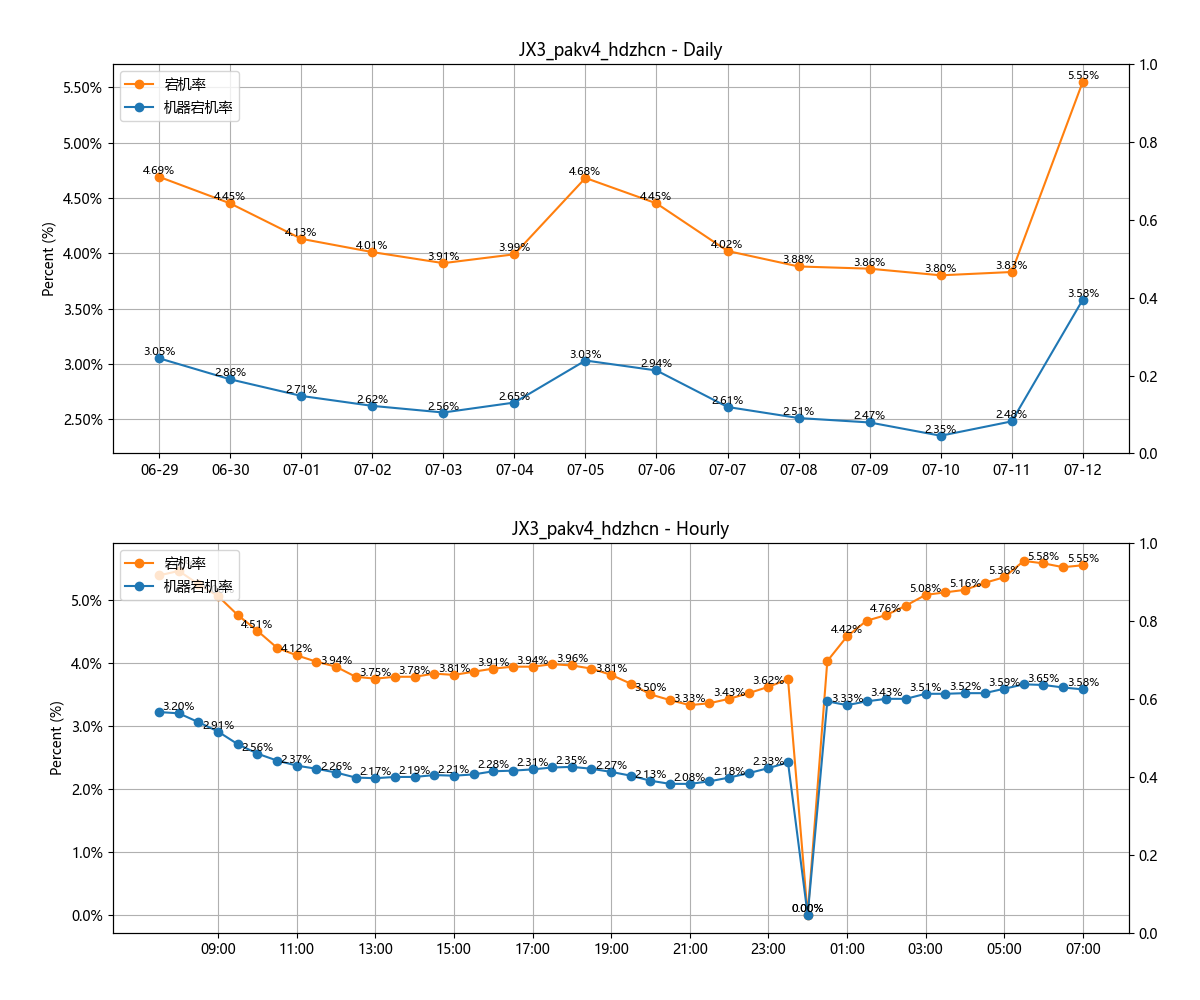 JX3_pakv4_hdzhcn - Daily
宕机率
机器宕机率
Percent (%)
5.50%
5.00%
4.50%
4.00%
3.50%
3.00%
2.50%
1.0
0.8
0.6
0.4
0.2
0.0
4.69% 4.45% 4.13% 4.01% 3.91% 3.99% 4.68% 4.45% 4.02% 3.88% 3.86% 3.80% 3.83% 5.55%
3.05% 2.86% 2.71% 2.62% 2.56% 2.65% 3.03% 2.94% 2.61% 2.51% 2.47% 2.35% 2.48% 3.58%
06-29 06-30 07-01 07-02 07-03 07-04 07-05 07-06 07-07 07-08 07-09 07-10 07-11 07-12
JX3_pakv4_hdzhcn - Hourly
宕机率
机器宕机率
Percent (%)
5.0%
4.0%
3.0%
2.0%
1.0%
0.0%
1.0
0.8
0.6
0.4
0.2
0.0
4.51% 4.12% 3.94% 3.75% 3.78% 3.81% 3.91% 3.94% 3.96% 3.81% 3.50% 3.33% 3.43% 3.62% 0.00% 4.42% 4.76% 5.08% 5.16% 5.36% 5.58% 5.55%
3.20% 2.91% 2.56% 2.37% 2.26% 2.17% 2.19% 2.21% 2.28% 2.31% 2.35% 2.27% 2.13% 2.08% 2.18% 2.33% 0.00% 3.33% 3.43% 3.51% 3.52% 3.59% 3.65% 3.58%
09:00 11:00 13:00 15:00 17:00 19:00 21:00 23:00 01:00 03:00 05:00 07:00